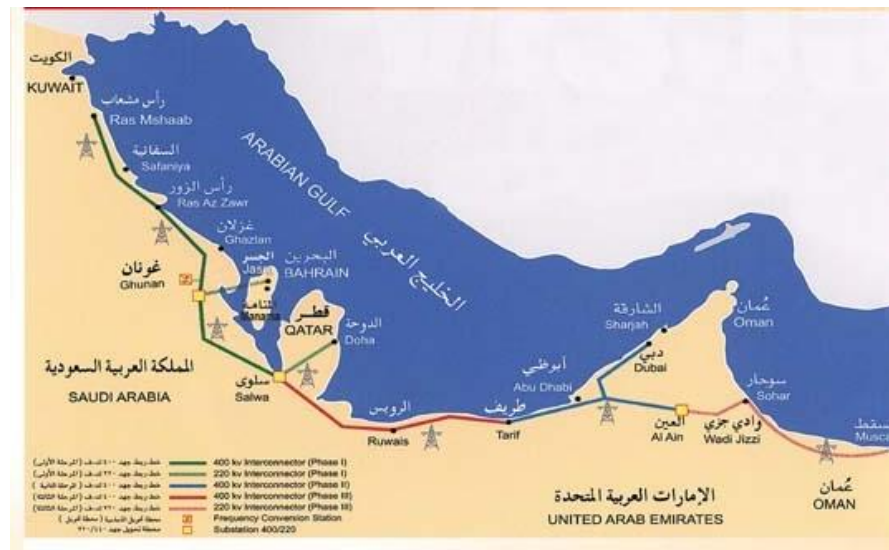 الكويت
KUWAIT
رأس مشعاب
Ras Mshaab
السفانية
Safaniya
رأس الزور
Ras Az Zawr
غزلان
Ghazlan
ARABIAN GULF
الخليج العربي
غونان
Ghunan
الجسر
Jasra
البحرين
BAHRAIN
المنامة
Manama
قطر
QATAR
الدوحة
Doha
المملكة العربية السعودية
SAUDI ARABIA
سلوى
Salwa
الرويس
Ruwais
طريف
Tarif
أبوظبي
Abu Dhabi
الشارقة
Sharjah
دبي
Dubai
عُمان
Oman
سوحار
Sohar
العين
Al Ain
وادي جزي
Wadi Jizzi
مسقط
Musca
عُمان
OMAN
الإمارات العربية المتحدة
UNITED ARAB EMIRATES
400 kv Interconnector (Phase I)
220 kv Interconnector (Phase I)
400 kv Interconnector (Phase II)
400 kv Interconnector (Phase III)
220 kv Interconnector (Phase III)
Frequency Conversion Station
Substation 400/220